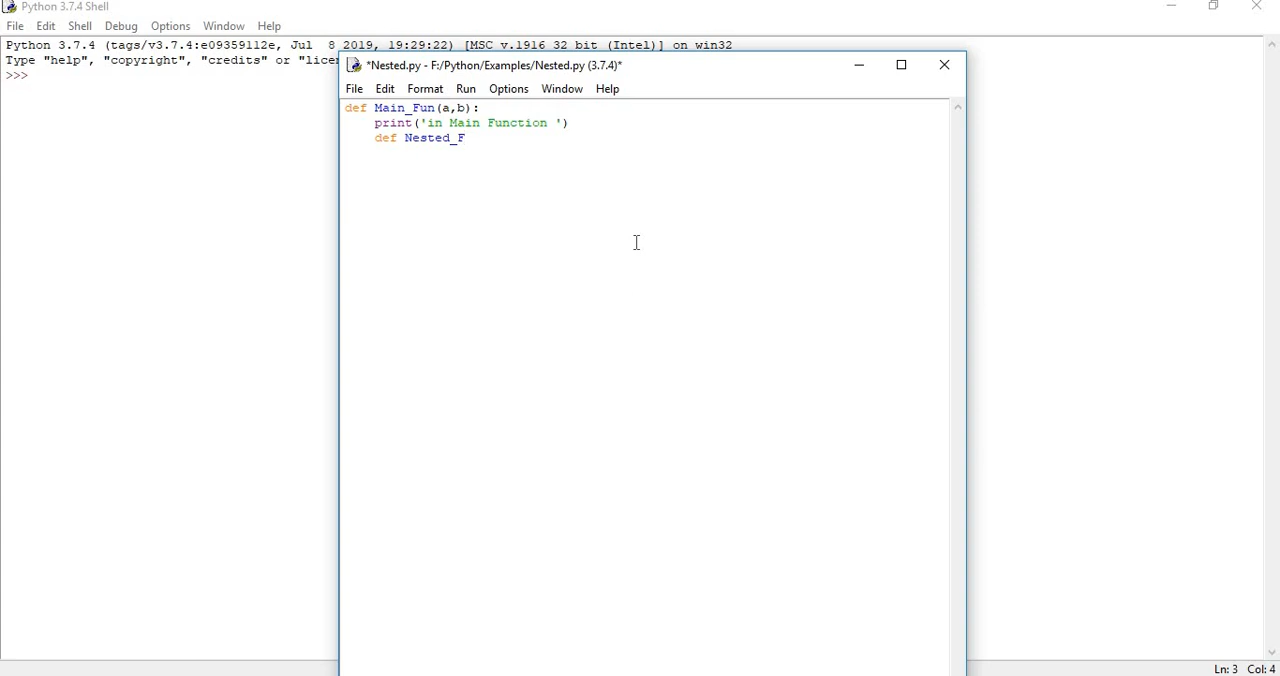 Python 3.7.4 Shell
File Edit Shell Debug Options Window Help
Python 3.7.4 (tags/v3.7.4:e09359112e, Jul 8 2019, 19:29:22) [MSC v.1916 32 bit (Intel)] on win32
Type "help", "copyright", "credits" or "licen
>>>
*Nested.py - F:/Python/Examples/Nested.py (3.7.4)*
File Edit Format Run Options Window Help
def Main_Fun(a,b):
    print('in Main Function ')
    def Nested_F
Ln: 3 Col: 4